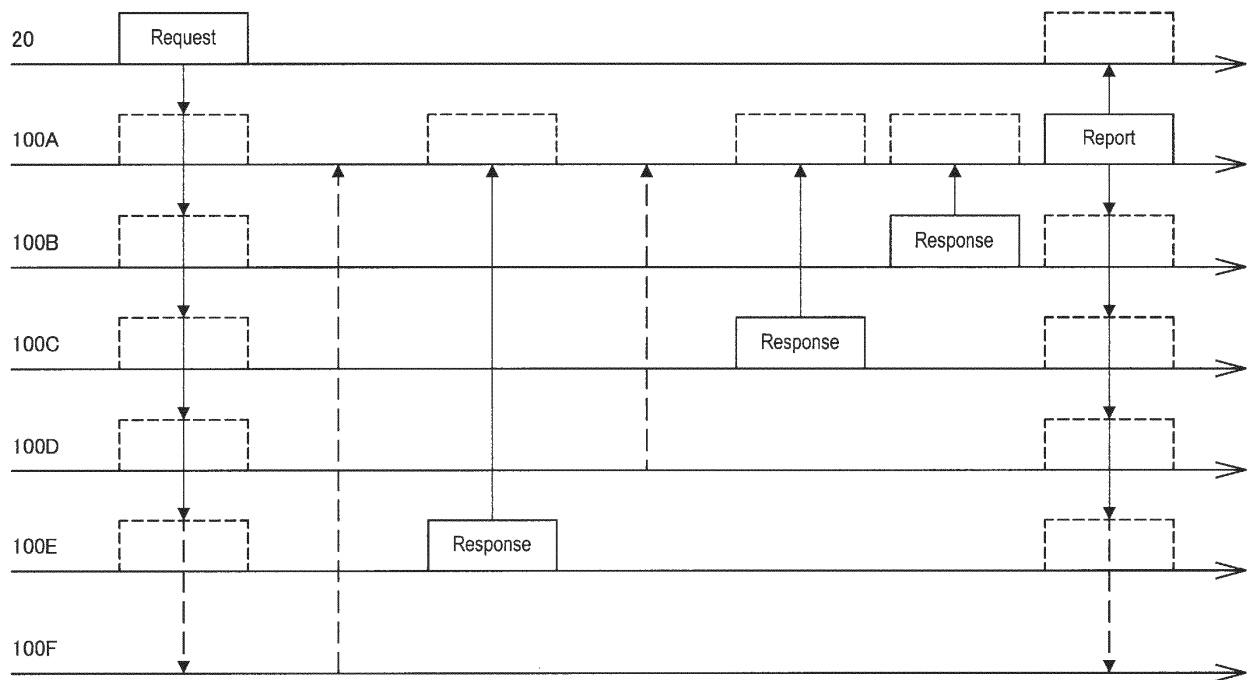 20
Request
100A
Report
100B
Response
100C
Response
100D
100E
Response
100F